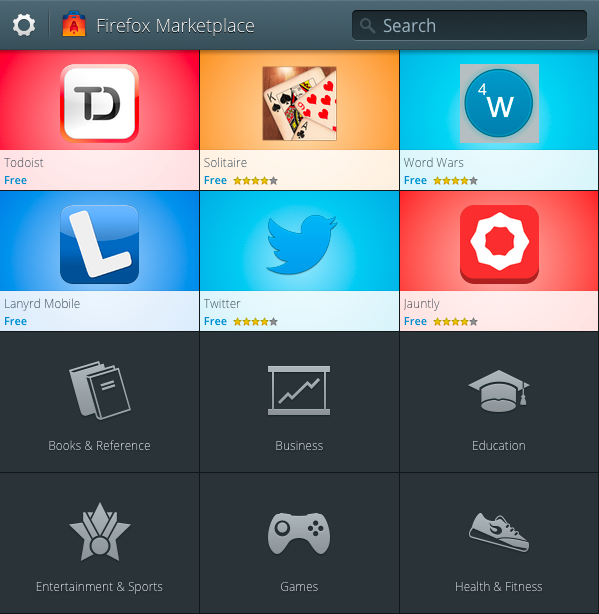 Firefox Marketplace
Search
TD
Todoist
Free
K
9
A
Solitaire
Free
4
W
Word Wars
Free
L
Lanyrd Mobile
Free
Twitter
Free
Jauntly
Free
Books & Reference
Business
Education
Entertainment & Sports
Games
Health & Fitness